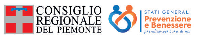 CONSIGLIO
REGIONALE
DEL PIEMONTE
STATI GENERALI
Prevenzione
e Benessere